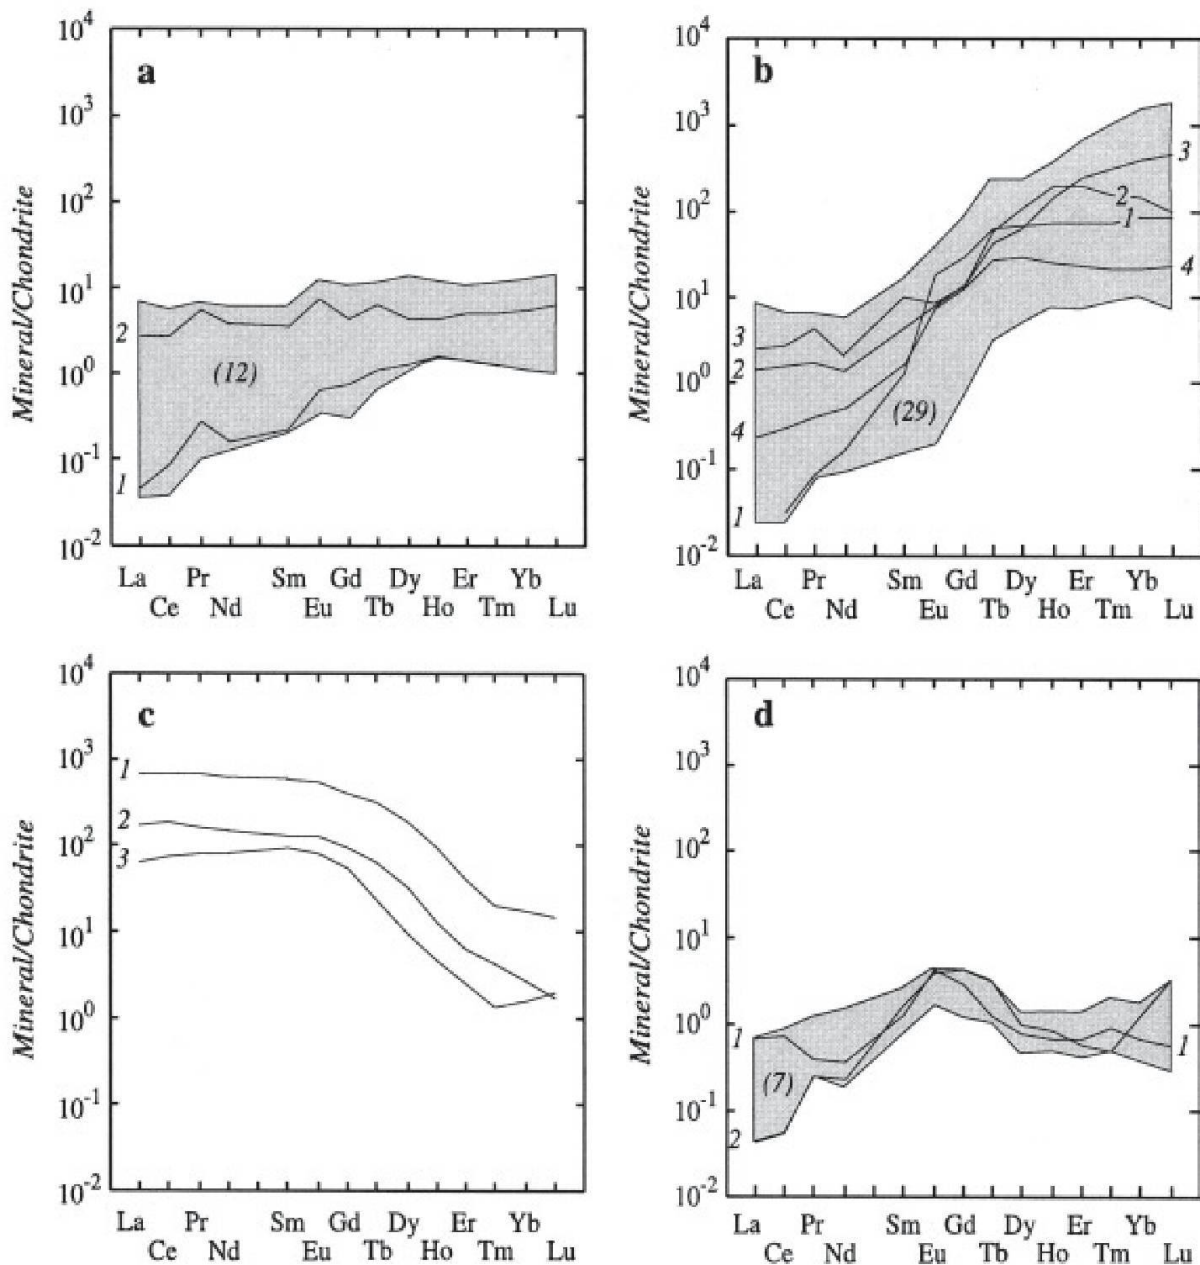 a
10^4
10^3
10^2
10^1
10^0
10^-1
10^-2
Mineral/Chondrite
2
(12)
1
La Pr Sm Gd Dy Er Yb
Ce Nd Eu Tb Ho Tm Lu
b
10^4
10^3
10^2
10^1
10^0
10^-1
10^-2
Mineral/Chondrite
3
2
1
4
3
2
4
(29)
1
La Pr Sm Gd Dy Er Yb
Ce Nd Eu Tb Ho Tm Lu
c
10^4
10^3
10^2
10^1
10^0
10^-1
10^-2
Mineral/Chondrite
1
2
3
La Pr Sm Gd Dy Er Yb
Ce Nd Eu Tb Ho Tm Lu
d
10^4
10^3
10^2
10^1
10^0
10^-1
10^-2
Mineral/Chondrite
1
1
(7)
2
La Pr Sm Gd Dy Er Yb
Ce Nd Eu Tb Ho Tm Lu